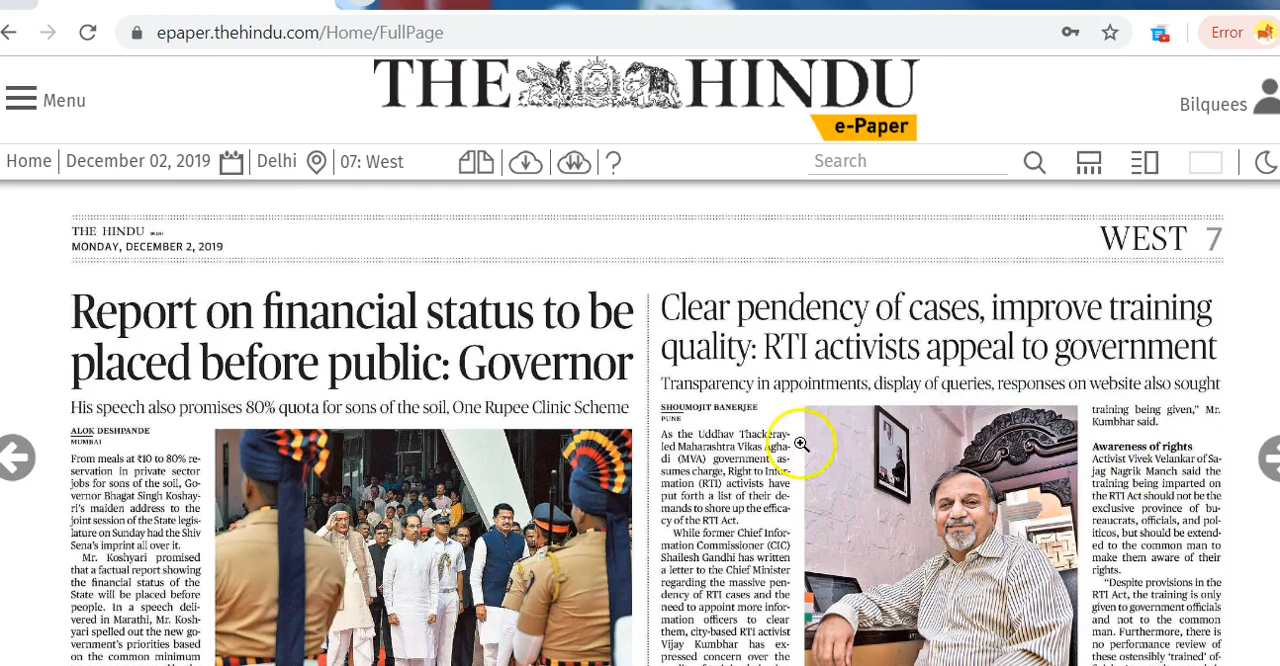 epaper.thehindu.com/Home/FullPage
Error
Menu
THE HINDU
e-Paper
Bilquees
Home
December 02, 2019
Delhi
07: West
?
Search
THE HINDU
MONDAY, DECEMBER 2, 2019
WEST 7
Report on financial status to be
placed before public: Governor
His speech also promises 80% quota for sons of the soil, One Rupee Clinic Scheme
ALOK DESHPANDE
MUMBAI
From meals at ₹10 to 80% re-
servation in private sector
jobs for sons of the soil, Go-
vernor Bhagat Singh Koshya-
ri's maiden address to the
joint session of the State legis-
lature on Sunday had the Shiv
Sena's imprint all over it.
Mr. Koshyari promised
that a factual report showing
the financial status of the
State will be placed before
people. In a speech deli-
vered in Marathi, Mr. Kosh-
yari spelled out the new go-
vernment's priorities based
on the common minimum
Clear pendency of cases, improve training
quality: RTI activists appeal to government
Transparency in appointments, display of queries, responses on website also sought
SHOUMOJIT BANERJEE
PUNE
As the Uddhav Thackeray-
led Maharashtra Vikas Agha-
di (MVA) government as-
sumes charge, Right to Infor-
mation (RTI) activists have
put forth a list of their de-
mands to shore up the effica-
cy of the RTI Act.
While former Chief Infor-
mation Commissioner (CIC)
Shailesh Gandhi has written
a letter to the Chief Minister
regarding the massive pen-
dency of RTI cases and the
need to appoint more infor-
mation officers to clear
them, city-based RTI activist
Vijay Kumbhar has ex-
pressed concern over the
training being given," Mr.
Kumbhar said.
Awareness of rights
Activist Vivek Velankar of Sa-
jag Nagrik Manch said the
training being imparted on
the RTI Act should not be the
exclusive province of bu-
reaucrats, officials, and pol-
iticos, but should be extend-
ed to the common man to
make them aware of their
rights.
"Despite provisions in the
RTI Act, the training is only
given to government officials
and not to the common
man. Furthermore, there is
no performance review of
these ostensibly 'trained' of-